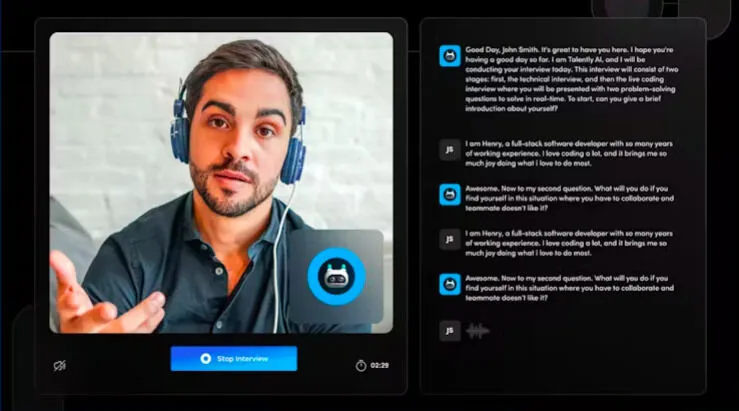 Good Day, John Smith. It's great to have you here. I hope you're
having a good day so far. I am Talently AI, and I will be
conducting your interview today. This interview will consist of two
stages: first, the technical interview, and then the live coding
interview where you will be presented with two problem-solving
questions to solve in real-time. To start, can you give a brief
introduction about yourself?
JS
I am Henry, a full-stack software developer with so many years
of working experience. I love coding a lot, and it brings me so
much joy doing what i love to do most.
Awesome. Now to my second question. What will you do if you
find yourself in this situation where you have to collaborate and
teammate doesn't like it?
JS
I am Henry, a full-stack software developer with so many years
of working experience. I love coding a lot, and it brings me so
much joy doing what i love to do most.
Awesome. Now to my second question. What will you do if you
find yourself in this situation where you have to collaborate and
teammate doesn't like it?
JS
Stop Interview
02:29